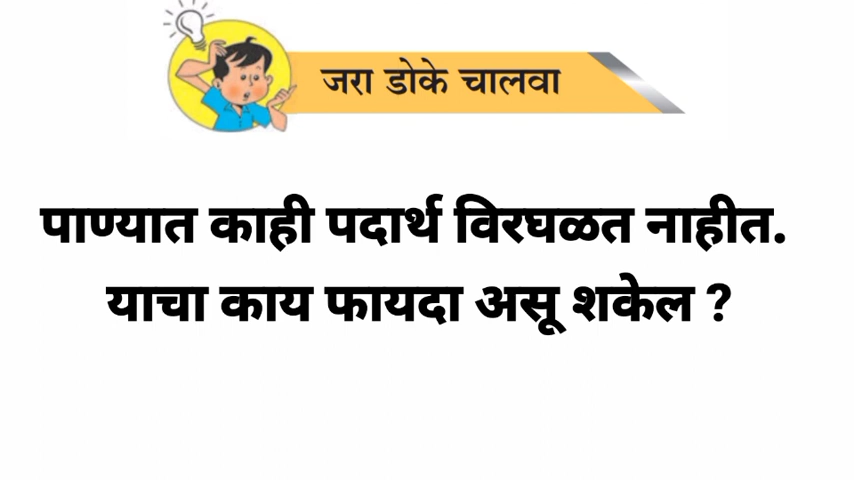 जरा डोके चालवा
पाण्यात काही पदार्थ विरघळत नाहीत.
याचा काय फायदा असू शकेल ?